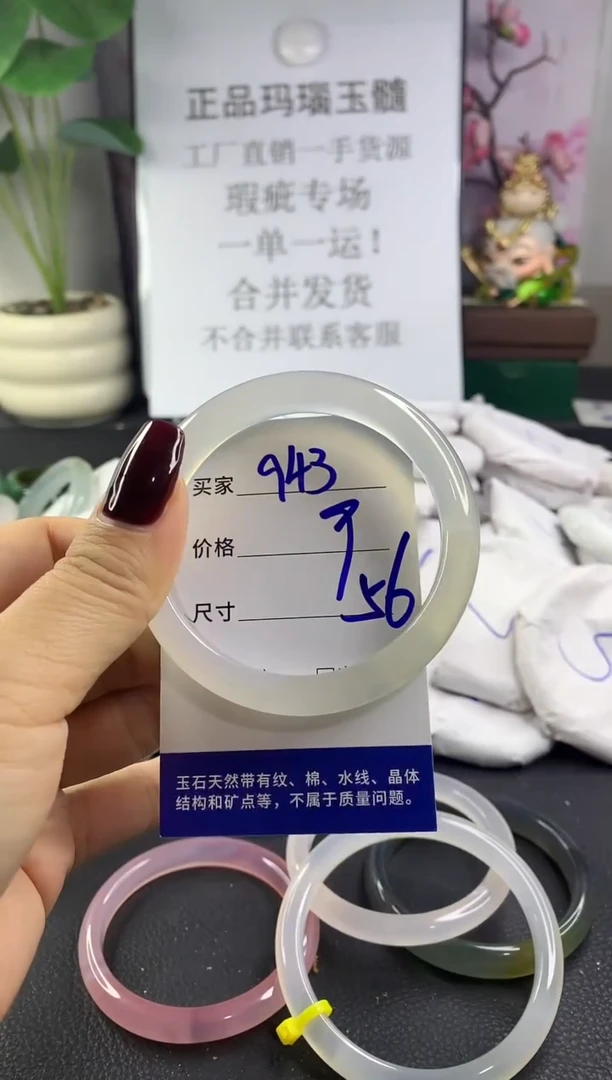 正品玛瑙玉髓
工厂直销一手货源
瑕疵专场
一单一运！
合并发货
不合并联系客服
买家 943
价格
尺寸 56
玉石天然带有纹、棉、水线、晶体
结构和矿点等，不属于质量问题。